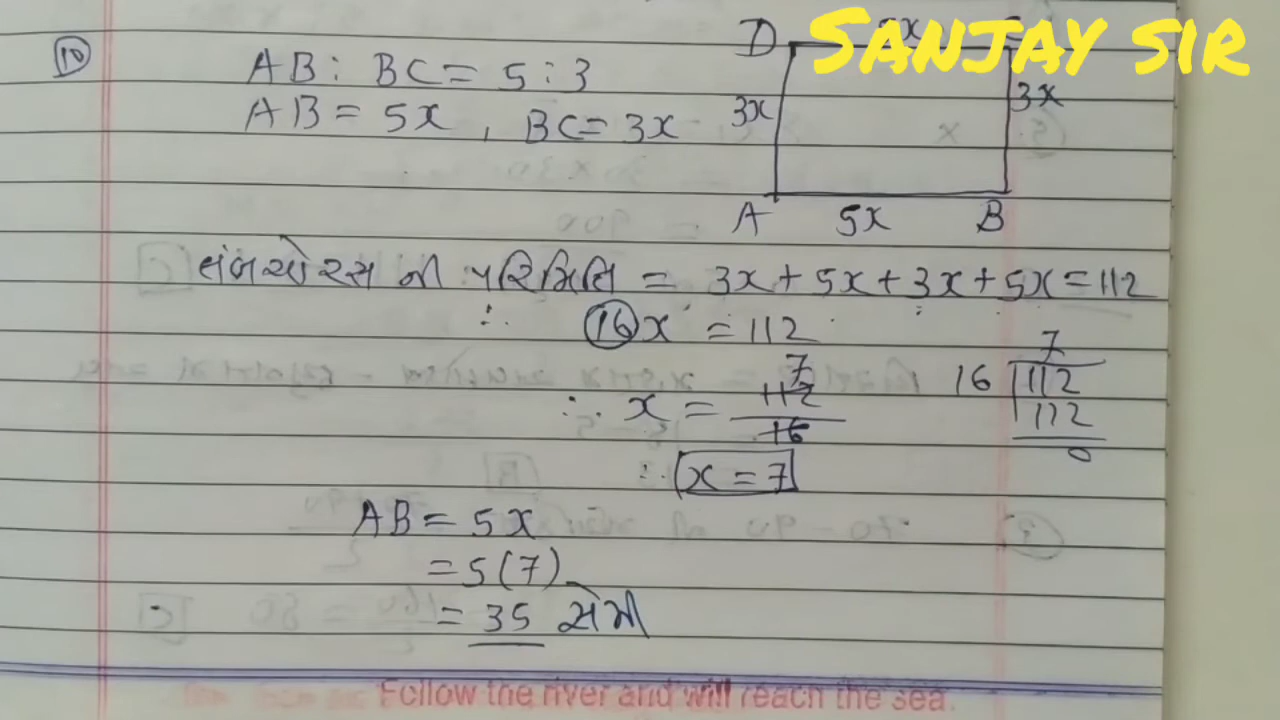 SANJAY SIR
10
AB : BC = 5 : 3
AB = 5x , BC = 3x
D 5x C
3x 3x
A 5x B
લંબચોરસ ની પરિમિતિ = 3x + 5x + 3x + 5x = 112
∴ 16x = 112
∴ x = 112 / 16 7
16 | 112 7
112
0
∴ x = 7
AB = 5x
= 5(7)
= 35 સેમી
Follow the river and will reach the sea.